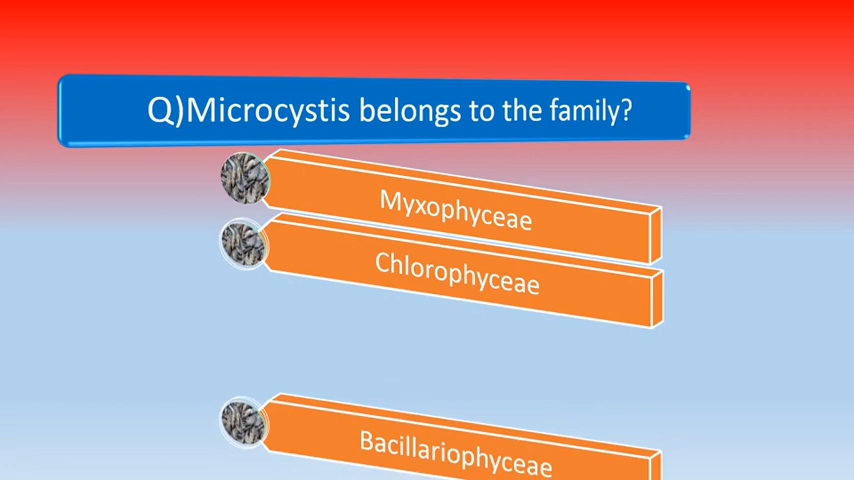 Q)Microcystis belongs to the family?
Myxophyceae
Chlorophyceae
Bacillariophyceae